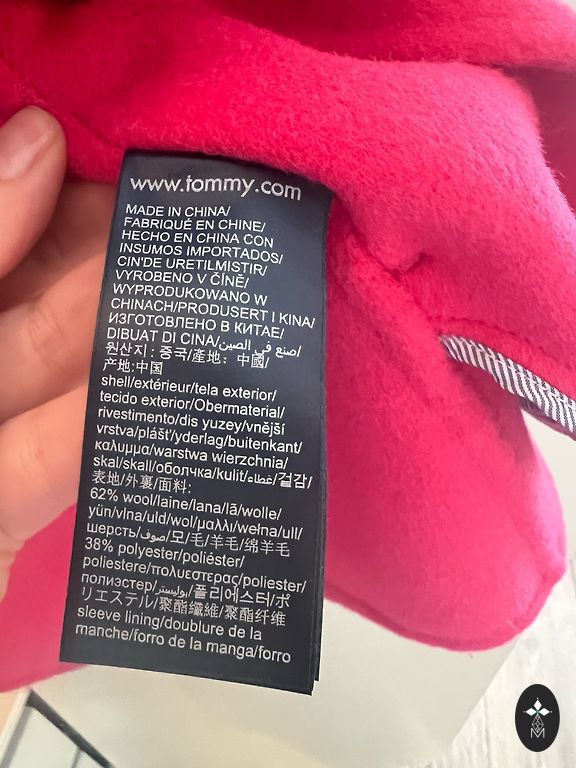 www.tommy.com
MADE IN CHINA/
FABRIQUÉ EN CHINE/
HECHO EN CHINA CON
INSUMOS IMPORTADOS/
CIN'DE URETILMISTIR/
VYROBENO V ČÍNĚ/
WYPRODUKOWANO W
CHINACH/PRODUSERT I KINA/
ИЗГОТОВЛЕНО В КИТАЕ/
DIBUAT DI CINA/صنع في الصين/
원산지: 중국/產地: 中國/
产地:中国
shell/extérieur/tela exterior/
tecido exterior/Obermaterial/
rivestimento/dis yuzey/vnější
vrstva/plášť/yderlag/buitenkant/
καλυμμα/warstwa wierzchnia/
skal/skall/оболчка/kulit/غطاء/겉감/
表地/外裏/面料:
62% wool/laine/lana/lã/wolle/
yün/vlna/uld/wol/μαλλι/wełna/ull/
шерсть/صوف/모/毛/羊毛/绵羊毛
38% polyester/poliéster/
poliestere/πολυεστερας/poliester/
полиэстер/بوليستر/폴리에스터/ポ
リエステル/聚酯纖維/聚酯纤维
sleeve lining/doublure de la
manche/forro de la manga/forro
M